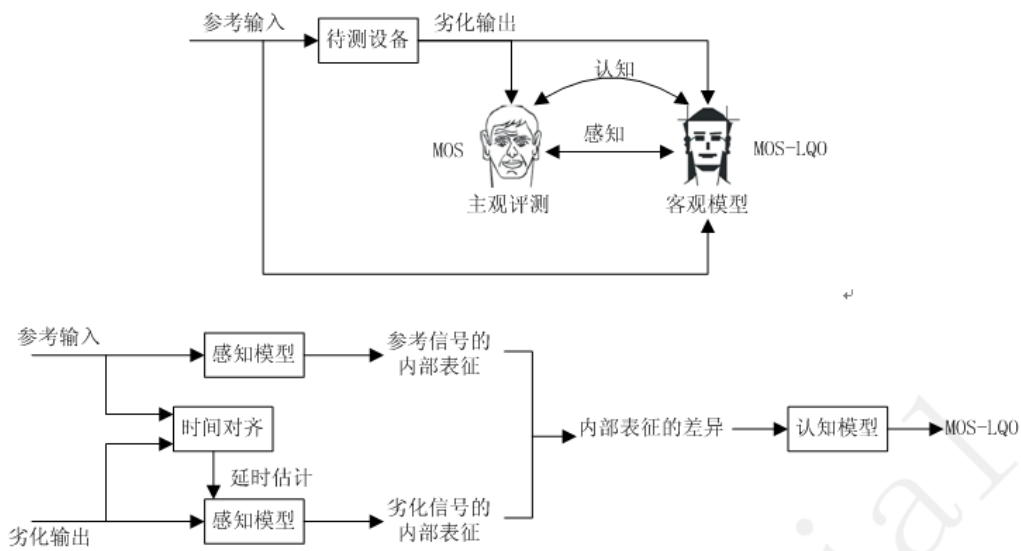 参考输入
待测设备
劣化输出
认知
感知
MOS
MOS-LQO
主观评测
客观模型
参考输入
感知模型
参考信号的
内部表征
时间对齐
内部表征的差异
认知模型
MOS-LQO
延时估计
劣化输出
感知模型
劣化信号的
内部表征